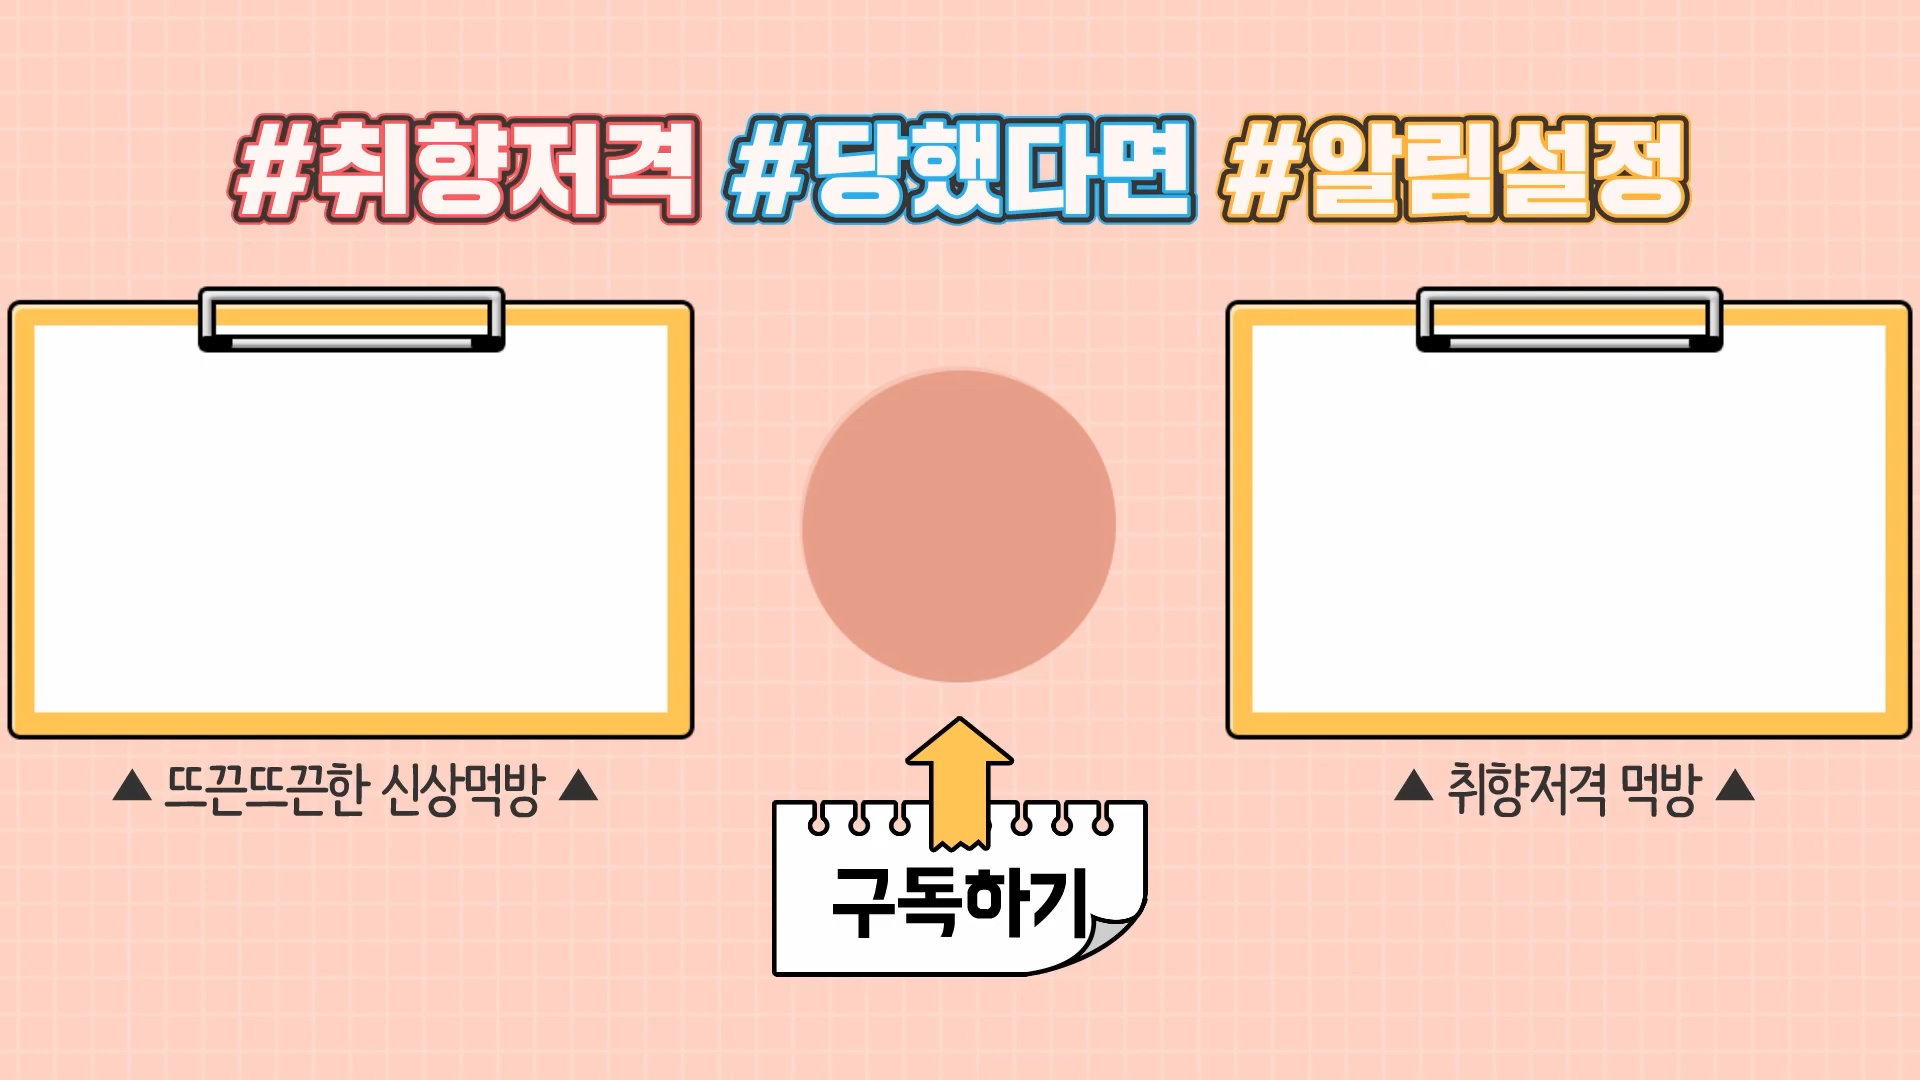 #취향저격 #당했다면 #알림설정
▲ 뜨끈뜨끈한 신상먹방 ▲
▲ 취향저격 먹방 ▲
구독하기